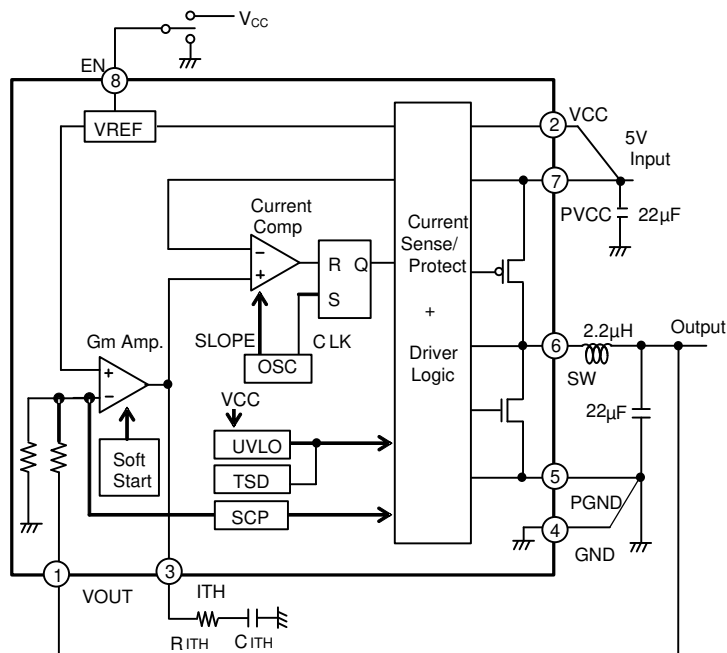 VCC
EN
8
VREF
2
VCC
5V
Input
7
PVCC
22µF
Current
Comp
−
+
R
Q
S
Current
Sense/
Protect
+
Driver
Logic
SLOPE
CLK
OSC
Gm Amp.
+
−
6
2.2µH
Output
SW
22µF
VCC
UVLO
Soft
Start
TSD
SCP
5
PGND
4
GND
1
VOUT
3
ITH
RITH
CITH